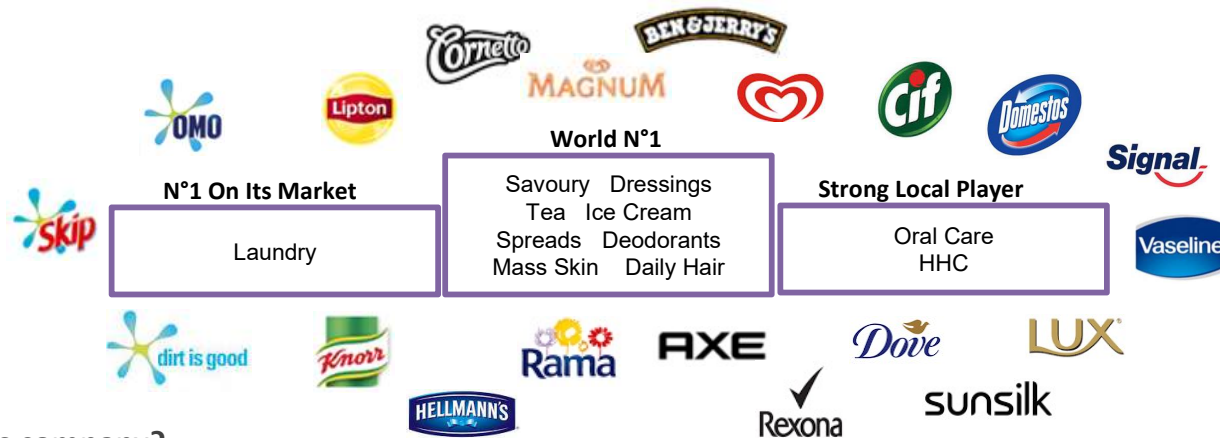 Cornetto
BEN & JERRY'S
MAGNUM
OMO
Lipton
Cif
Domestos
Signal
World N°1
N°1 On Its Market
Strong Local Player
Skip
Laundry
Savoury Dressings
Tea Ice Cream
Spreads Deodorants
Mass Skin Daily Hair
Oral Care
HHC
Vaseline
dirt is good
Knorr
Rama
AXE
Dove
LUX
HELLMANN'S
Rexona
sunsilk
company?